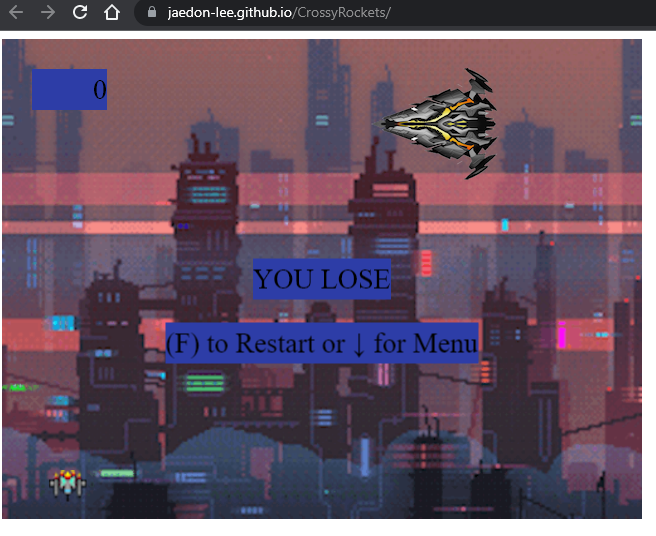 jaedon-lee.github.io/CrossyRockets/
0
YOU LOSE
(F) to Restart or ↓ for Menu